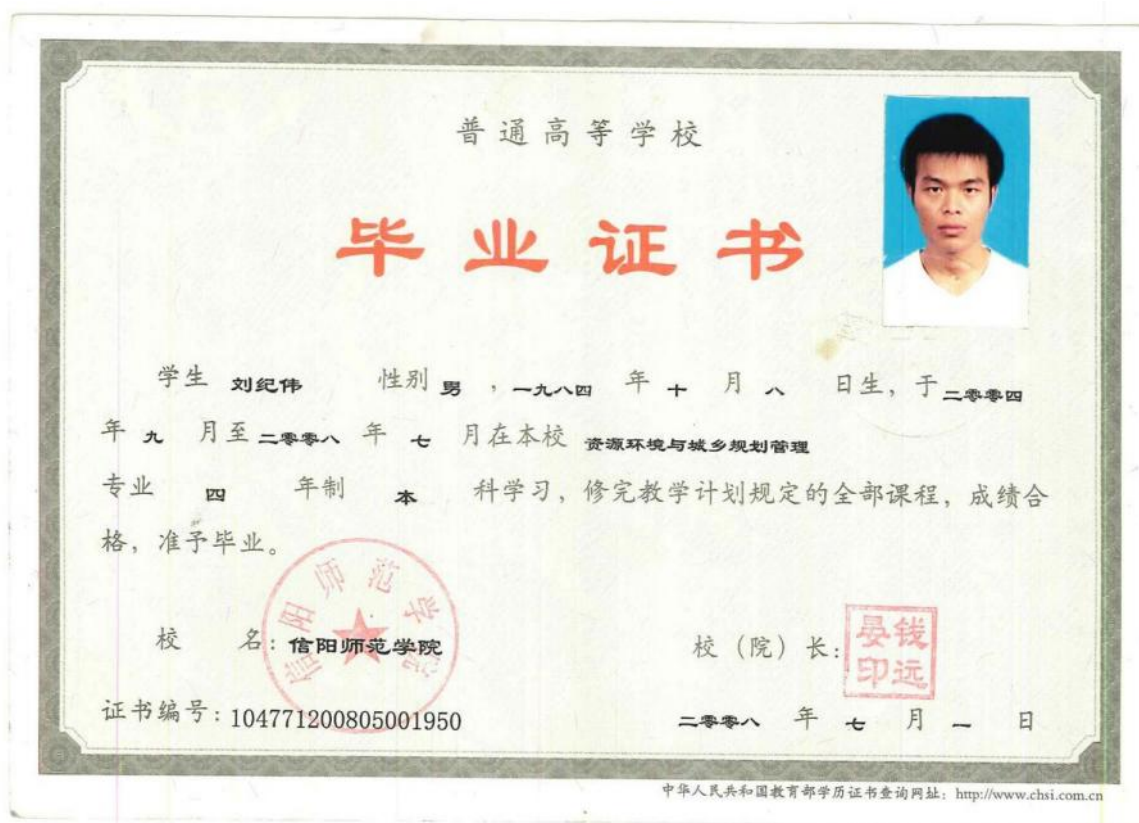 普通高等学校
毕业证书
学生 刘纪伟 性别 男 ，一九八四 年 十 月 八 日生，于 二零零四
年 九 月至 二零零八 年 七 月在本校 资源环境与城乡规划管理
专业 四 年制 本 科学习，修完教学计划规定的全部课程，成绩合
格，准予毕业。
信阳师范学院
校 名：信阳师范学院
校（院）长：
钱远晏印
证书编号：104771200805001950
二零零八 年 七 月 一 日
中华人民共和国教育部学历证书查询网址：http://www.chsi.com.cn